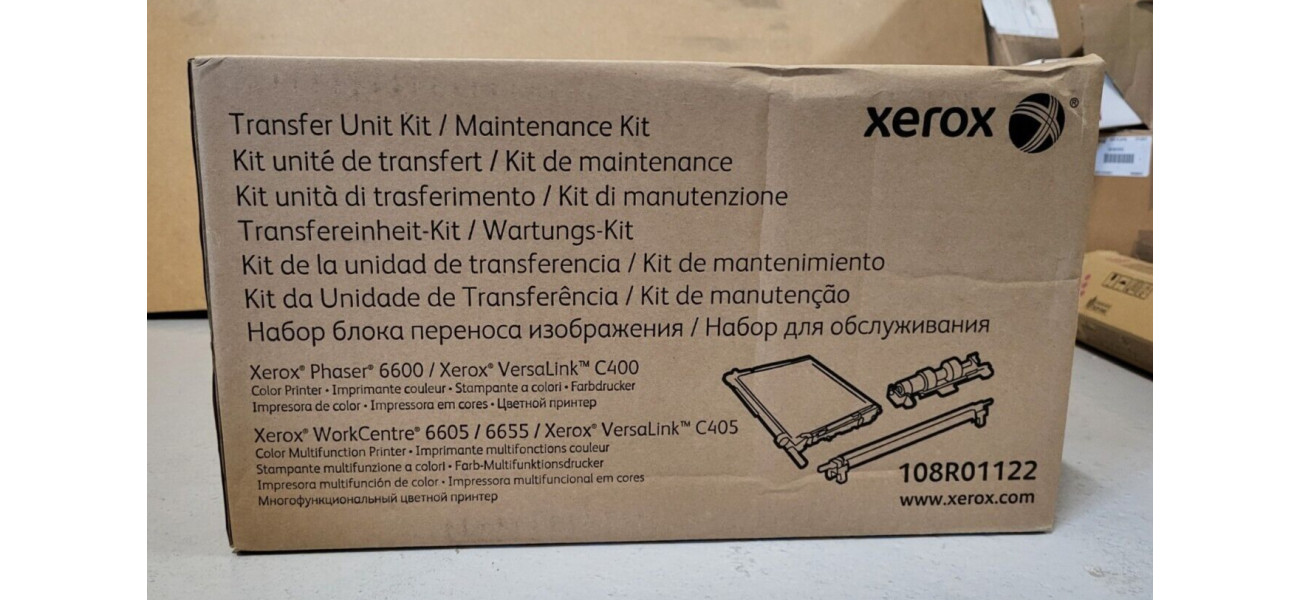 Transfer Unit Kit / Maintenance Kit
Kit unité de transfert / Kit de maintenance
Kit unità di trasferimento / Kit di manutenzione
Transfereinheit-Kit / Wartungs-Kit
Kit de la unidad de transferencia / Kit de mantenimiento
Kit da Unidade de Transferência / Kit de manutenção
Набор блока переноса изображения / Набор для обслуживания
xerox ®
Xerox® Phaser® 6600 / Xerox® VersaLink™ C400
Color Printer • Imprimante couleur • Stampante a colori • Farbdrucker
Impresora de color • Impressora em cores • Цветной принтер
Xerox® WorkCentre® 6605 / 6655 / Xerox® VersaLink™ C405
Color Multifunction Printer • Imprimante multifonctions couleur
Stampante multifunzione a colori • Farb-Multifunktionsdrucker
Impresora multifunción de color • Impressora multifuncional em cores
Многофункциональный цветной принтер
108R01122
www.xerox.com